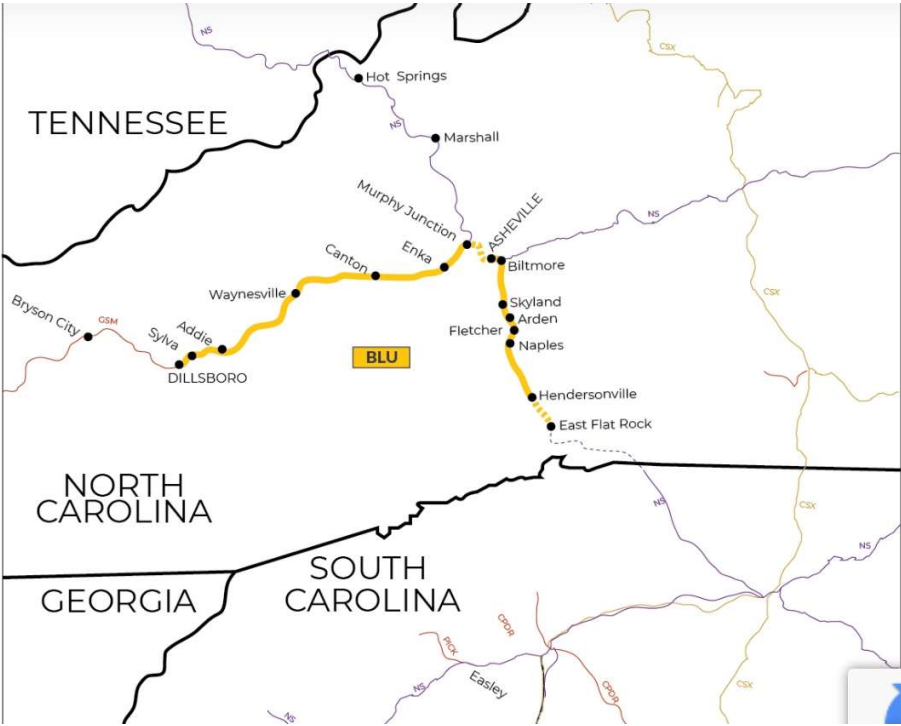 NS
CSX
Hot Springs
TENNESSEE
NS
Marshall
Murphy Junction
ASHEVILLE
NS
Enka
Canton
Biltmore
Waynesville
CSX
Bryson City
GSM
Sylva
Addie
Skyland
Arden
Fletcher
Naples
BLU
DILLSBORO
Hendersonville
East Flat Rock
NORTH
CAROLINA
NS
CSX
NS
SOUTH
CAROLINA
GEORGIA
PICK
CPDR
Easley
NS
CPDR
CSX
NS